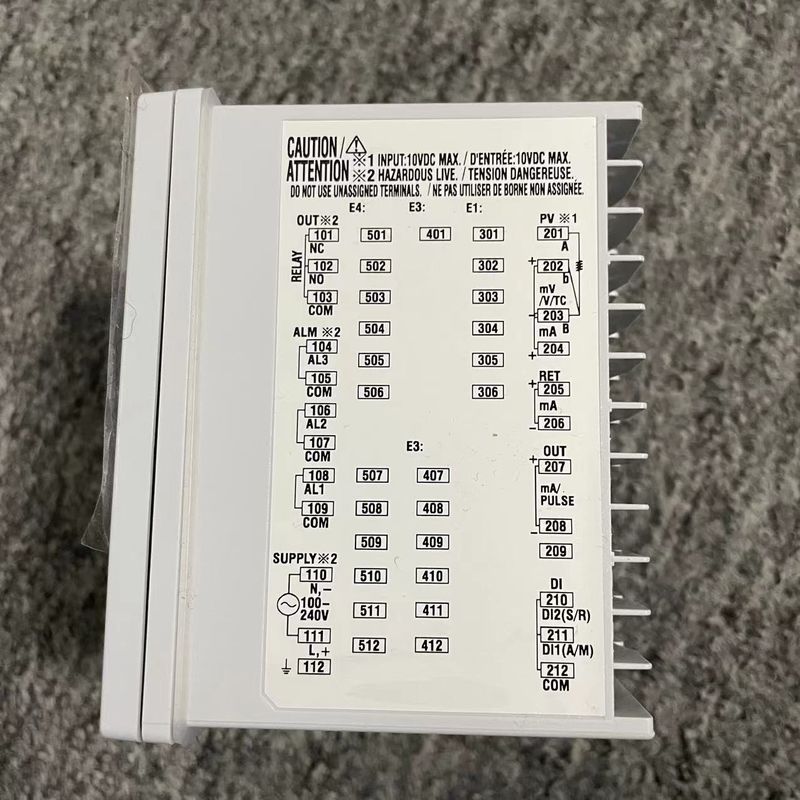 CAUTION/⚠
ATTENTION
※1 INPUT:10VDC MAX. / D'ENTRÉE:10VDC MAX.
※2 HAZARDOUS LIVE. / TENSION DANGEREUSE.
DO NOT USE UNASSIGNED TERMINALS. / NE PAS UTILISER DE BORNE NON ASSIGNÉE.
E4: E3: E1:
OUT※2
RELAY
101
NC
102
NO
103
COM
ALM ※2
104
AL3
105
COM
106
AL2
107
COM
108
AL1
109
COM
SUPPLY※2
110
N,−
100–
240V
111
L,+
112
501
502
503
504
505
506
507
508
509
510
511
512
401
E3:
407
408
409
410
411
412
301
302
303
304
305
306
PV ※1
201
A
+
202
b
mV
/V/TC
−
203
B
mA
204
+
RET
+
205
mA
206
−
OUT
+
207
mA/
PULSE
208
−
209
DI
210
DI2(S/R)
211
DI1(A/M)
212
COM